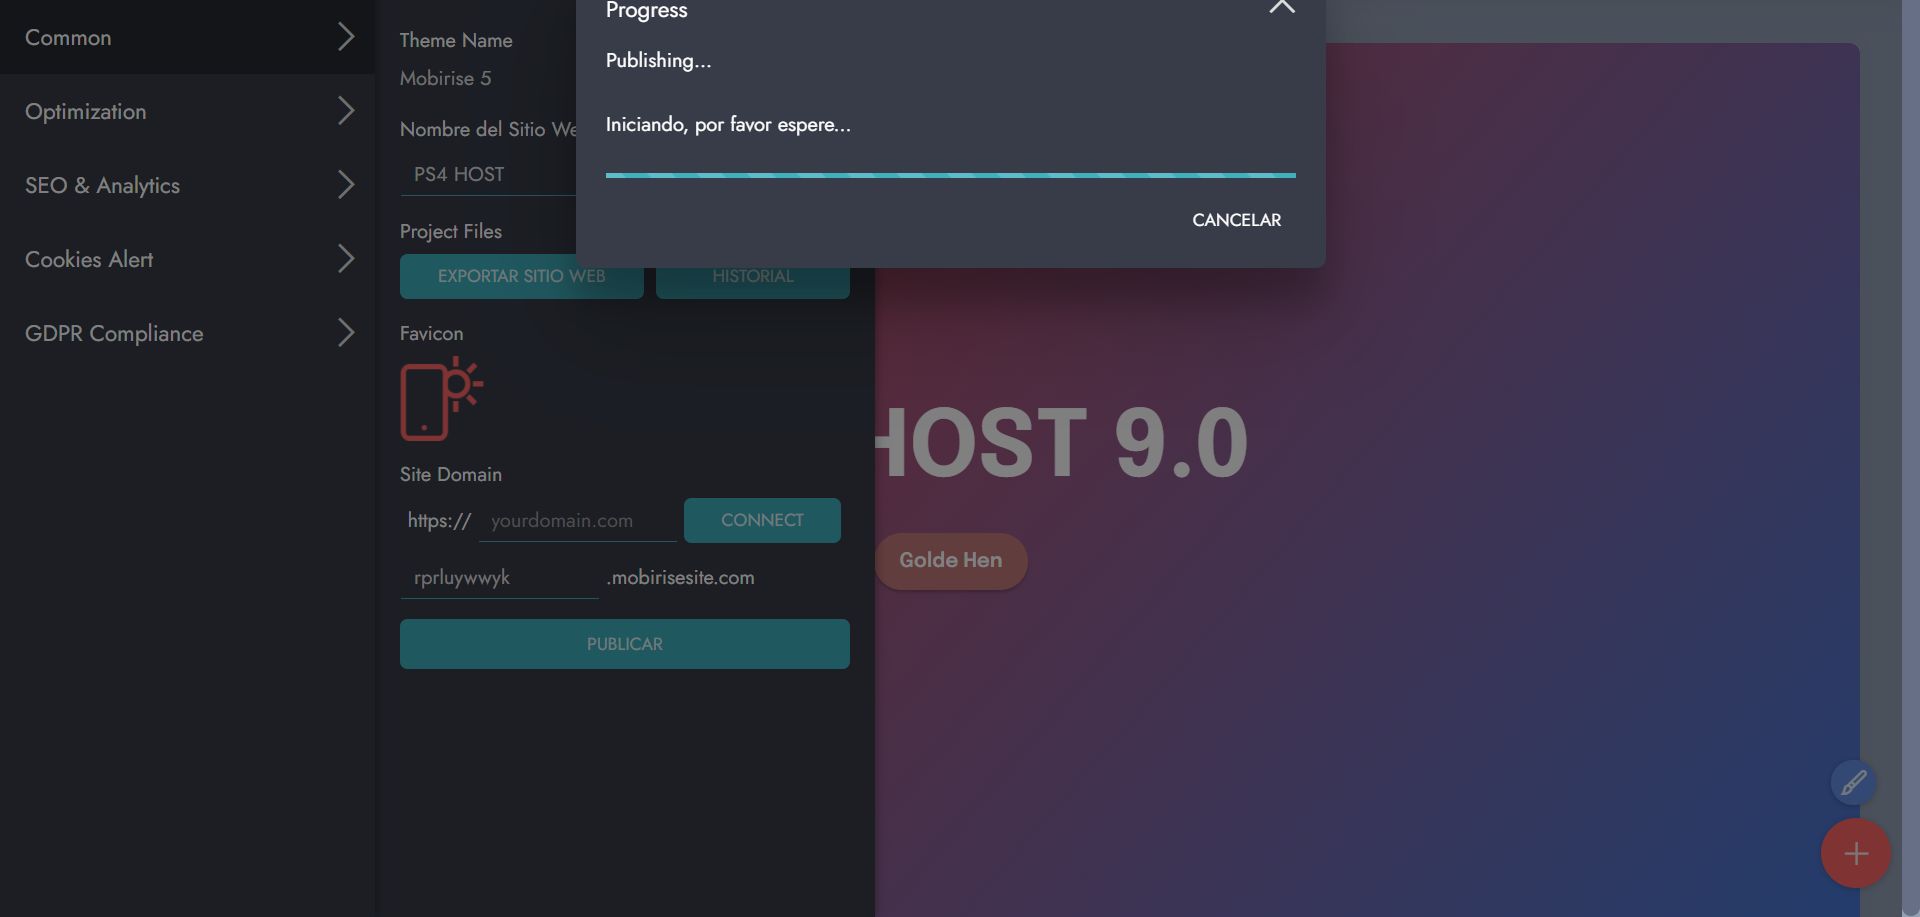 Common
Optimization
SEO & Analytics
Cookies Alert
GDPR Compliance
Theme Name
Mobirise 5
Nombre del Sitio We
PS4 HOST
Project Files
EXPORTAR SITIO WEB
HISTORIAL
Favicon
Site Domain
https://
yourdomain.com
CONNECT
rprluywwyk
.mobirisesite.com
PUBLICAR
Progress
Publishing...
Iniciando, por favor espere...
CANCELAR
HOST 9.0
Golde Hen